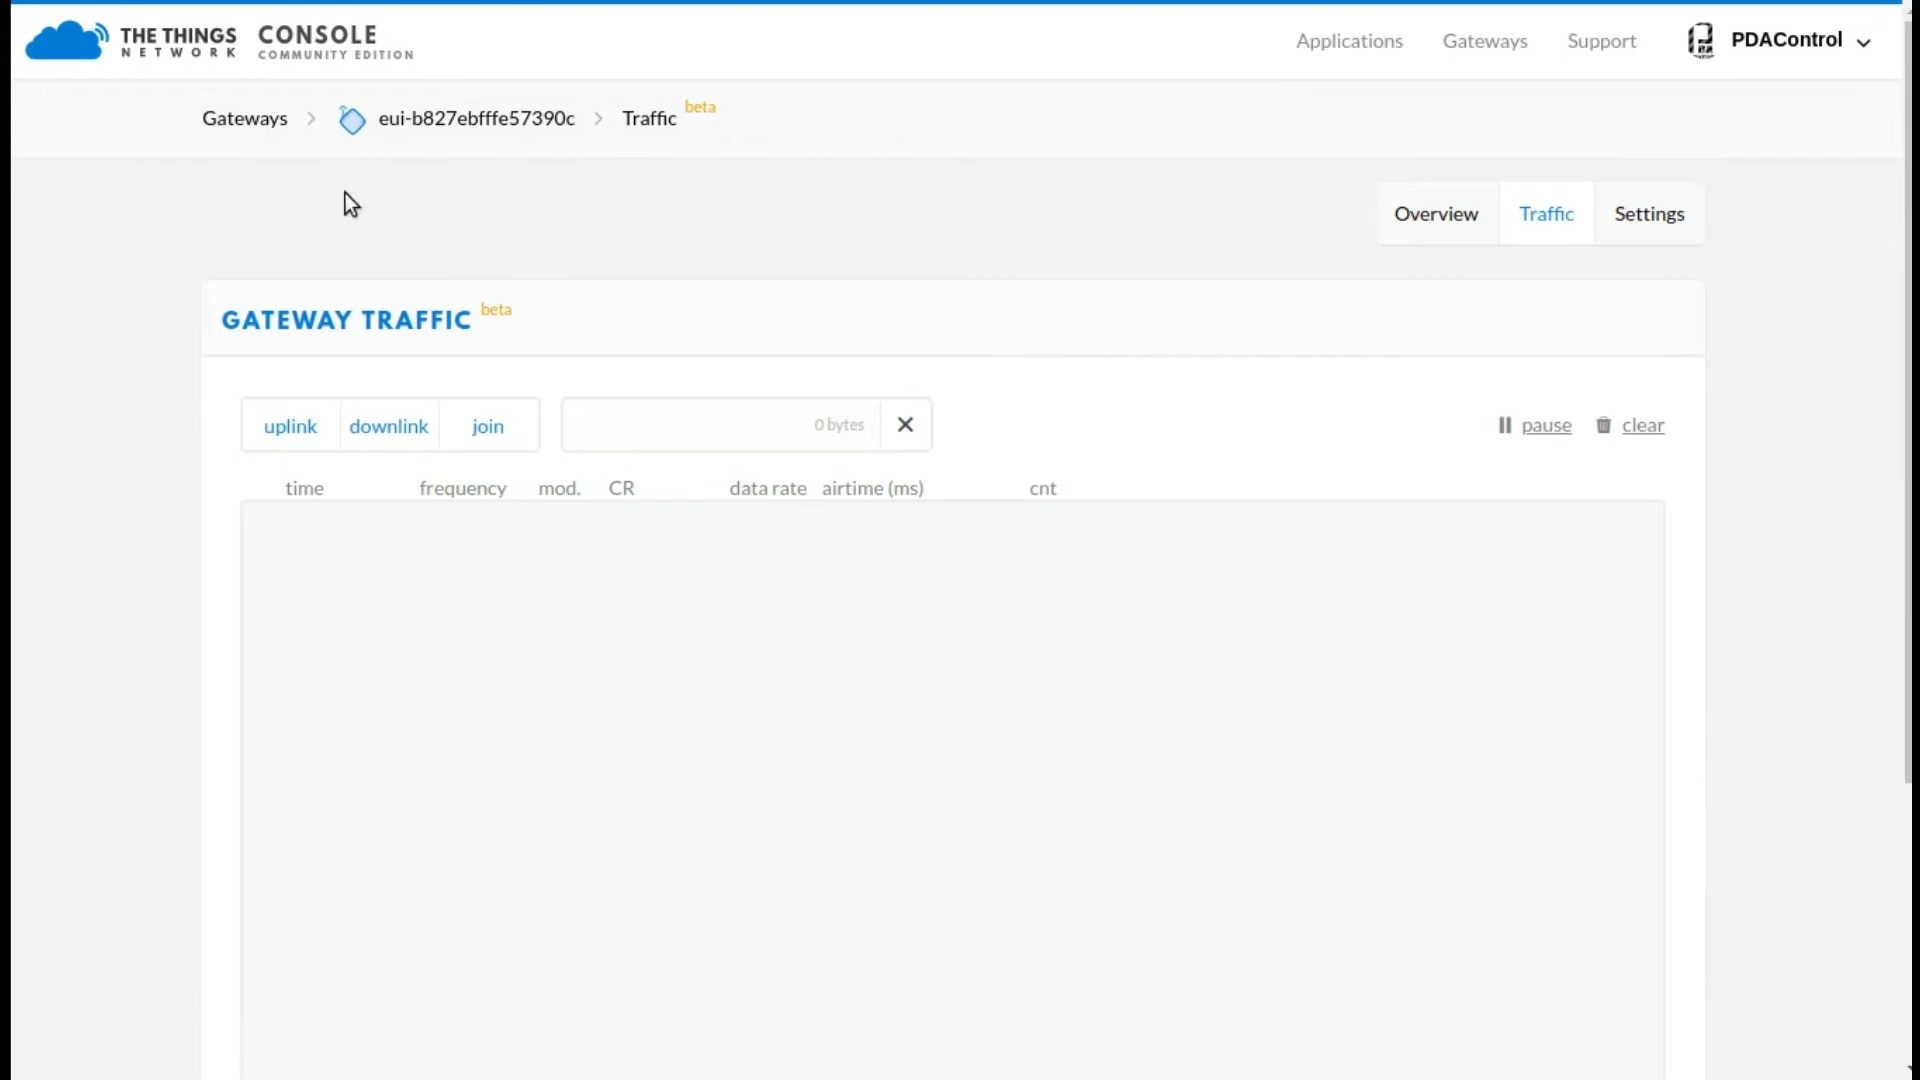 THE THINGS NETWORK CONSOLE COMMUNITY EDITION
Applications Gateways Support PDAControl
Gateways eui-b827ebfffe57390c Traffic beta
Overview Traffic Settings
GATEWAY TRAFFIC beta
uplink downlink join 0 bytes pause clear
time frequency mod. CR data rate airtime (ms) cnt